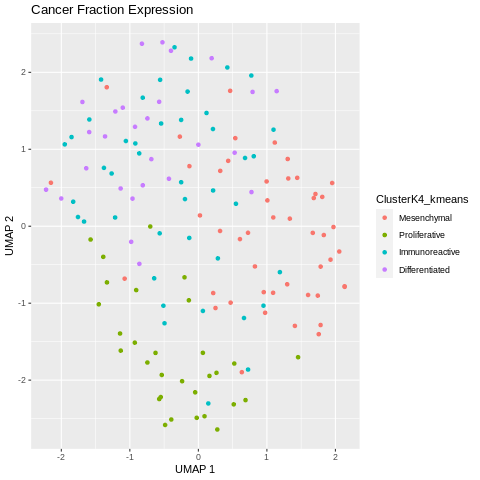 Cancer Fraction Expression
UMAP 2
2
1
0
-1
-2
-2
-1
0
1
2
UMAP 1
ClusterK4_kmeans
Mesenchymal
Proliferative
Immunoreactive
Differentiated